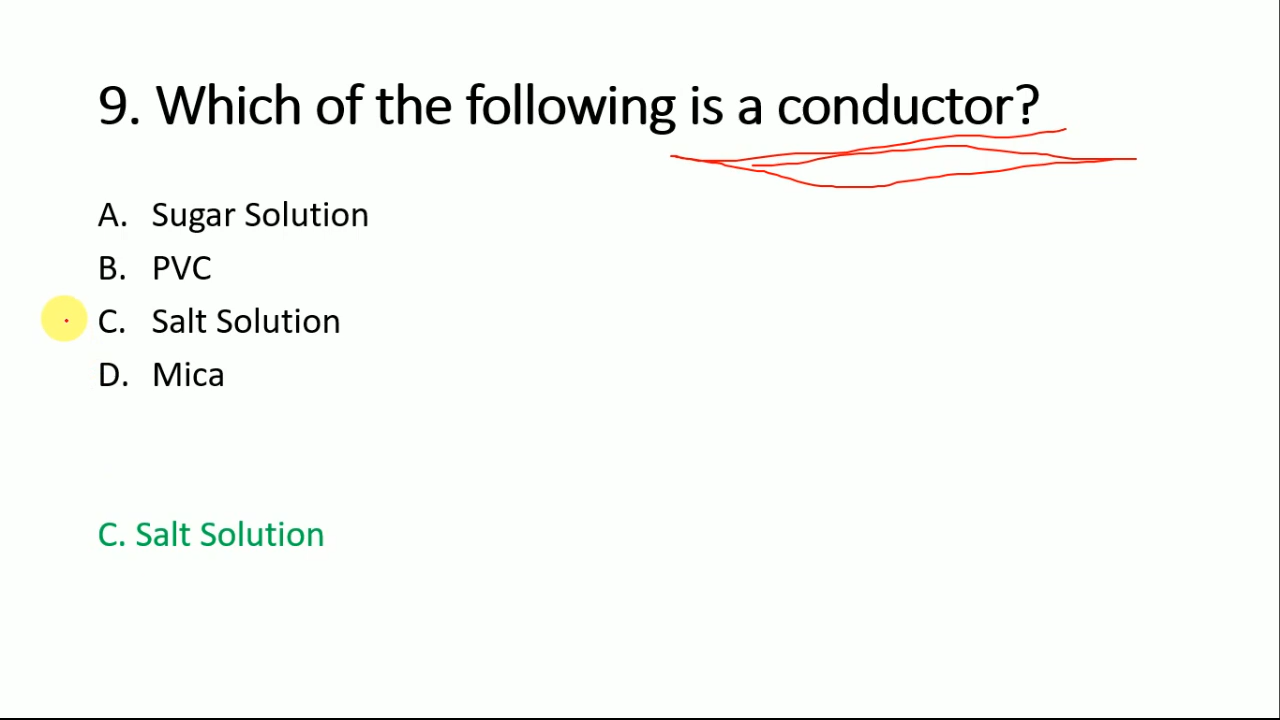 9. Which of the following is a conductor?
A. Sugar Solution
B. PVC
C. Salt Solution
D. Mica
C. Salt Solution